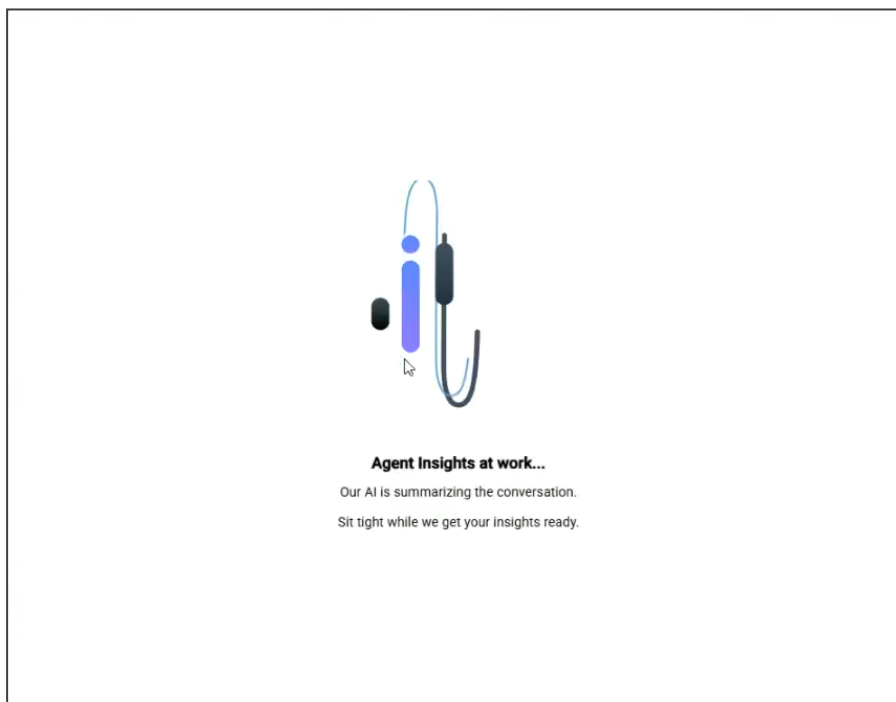 Agent Insights at work...
Our AI is summarizing the conversation.
Sit tight while we get your insights ready.